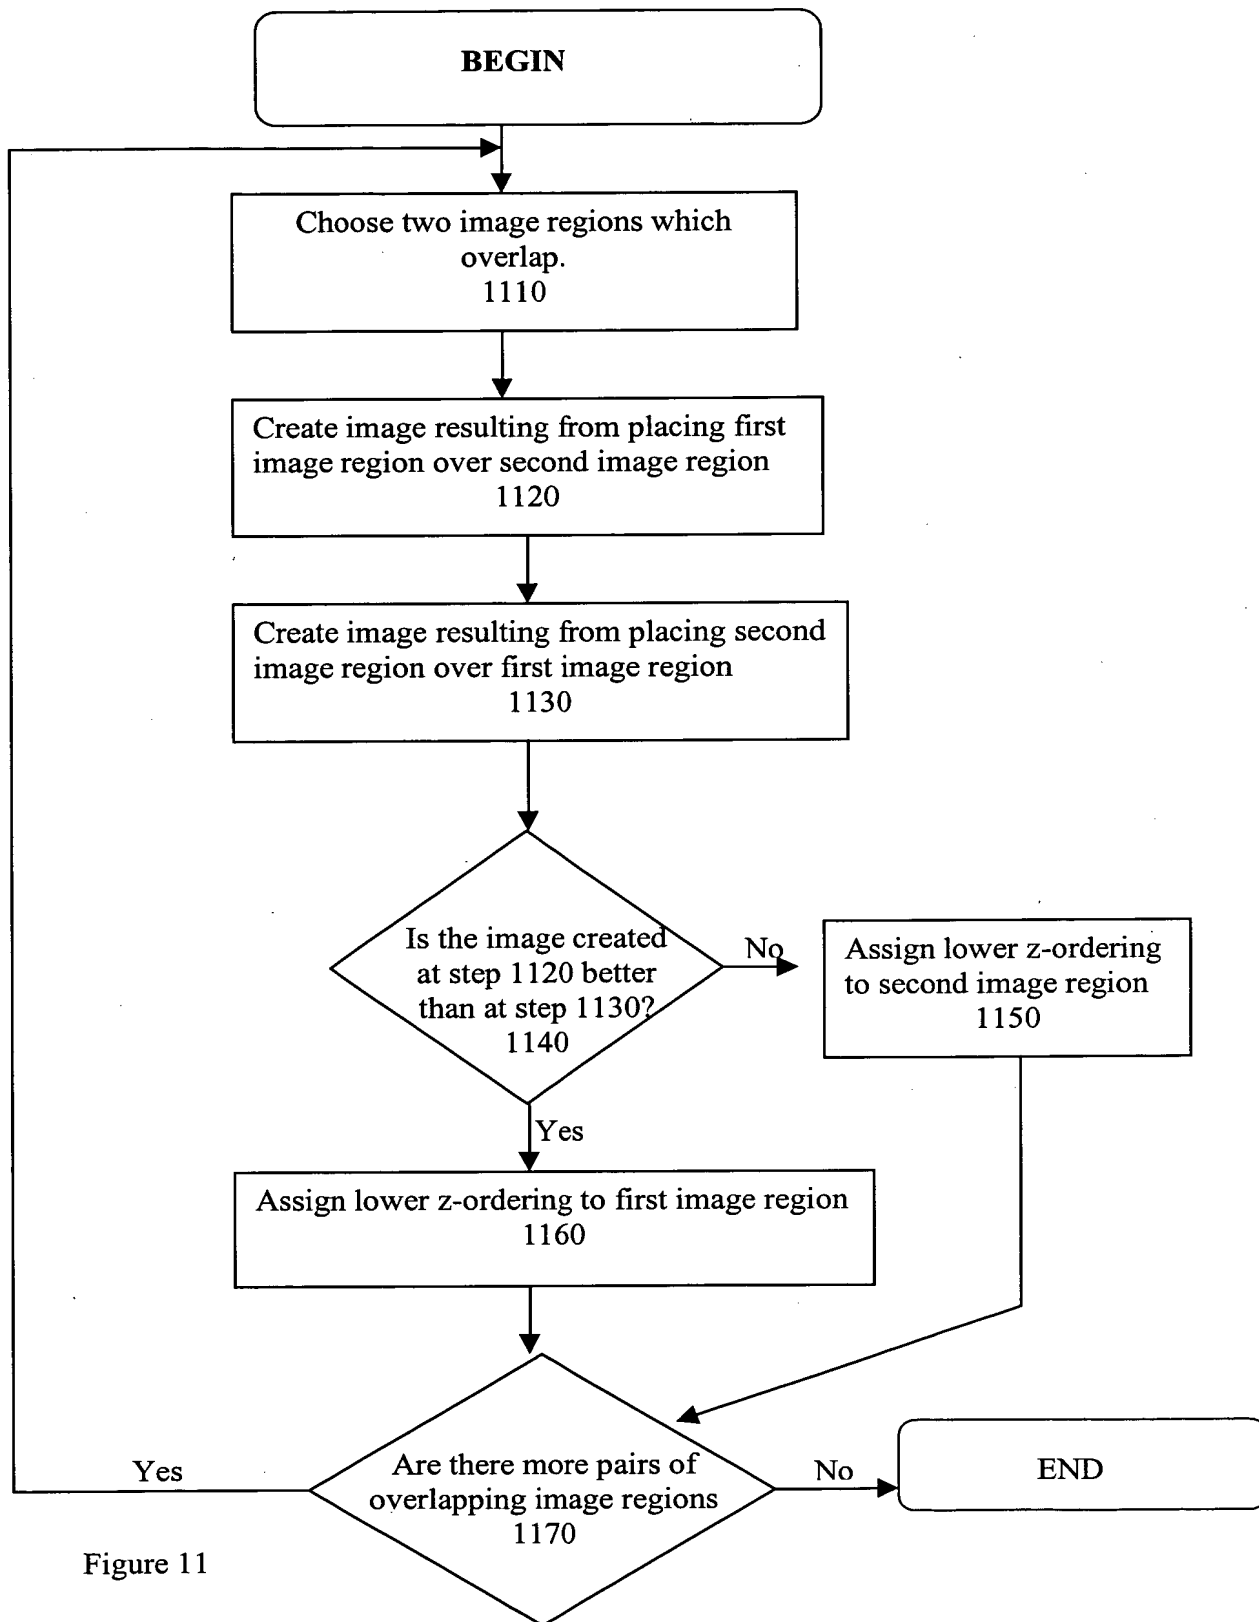 BEGIN
Choose two image regions which
overlap.
1110
Create image resulting from placing first
image region over second image region
1120
Create image resulting from placing second
image region over first image region
1130
Is the image created
at step 1120 better
than at step 1130?
1140
No
Assign lower z-ordering
to second image region
1150
Yes
Assign lower z-ordering to first image region
1160
Are there more pairs of
overlapping image regions
1170
Yes
No
END
Figure 11